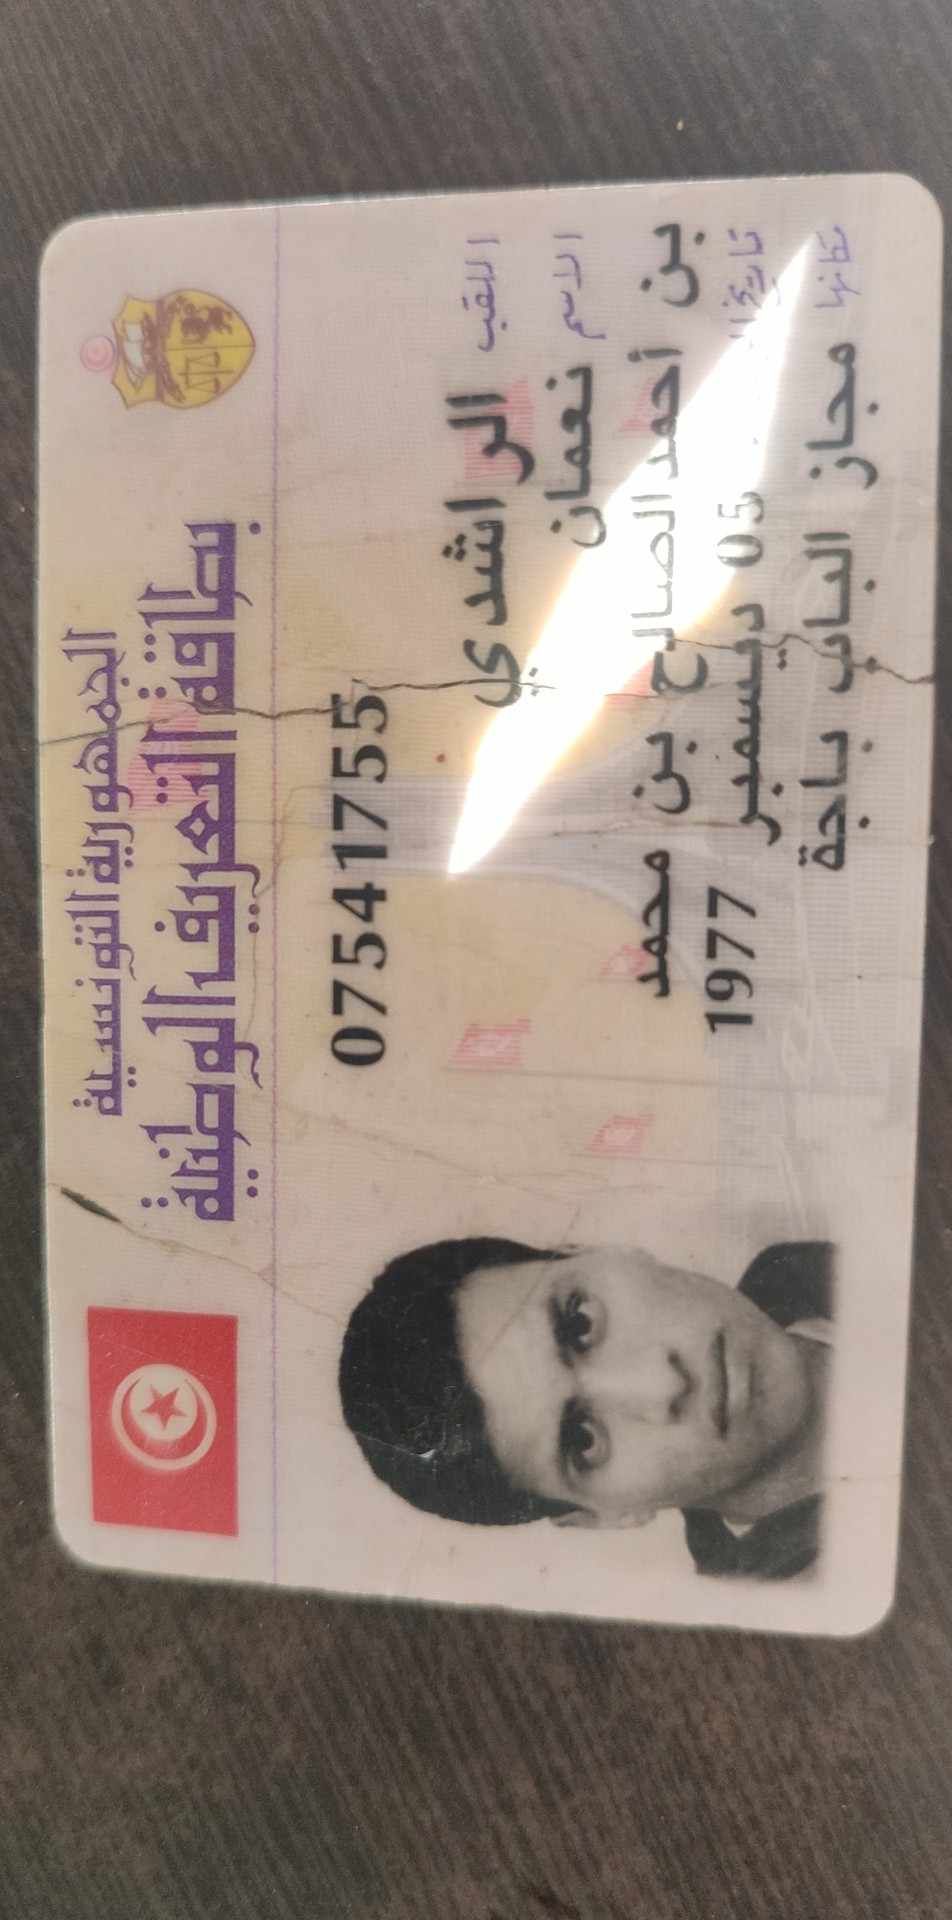 الجمهورية التونسية
بطاقة التعريف الوطنية
07541755
اللقب الراشدي
الاسم نعمان
بن أحمد الصالح بن محمد
05 ديسمبر 1977
مكانها مجاز الباب باجة